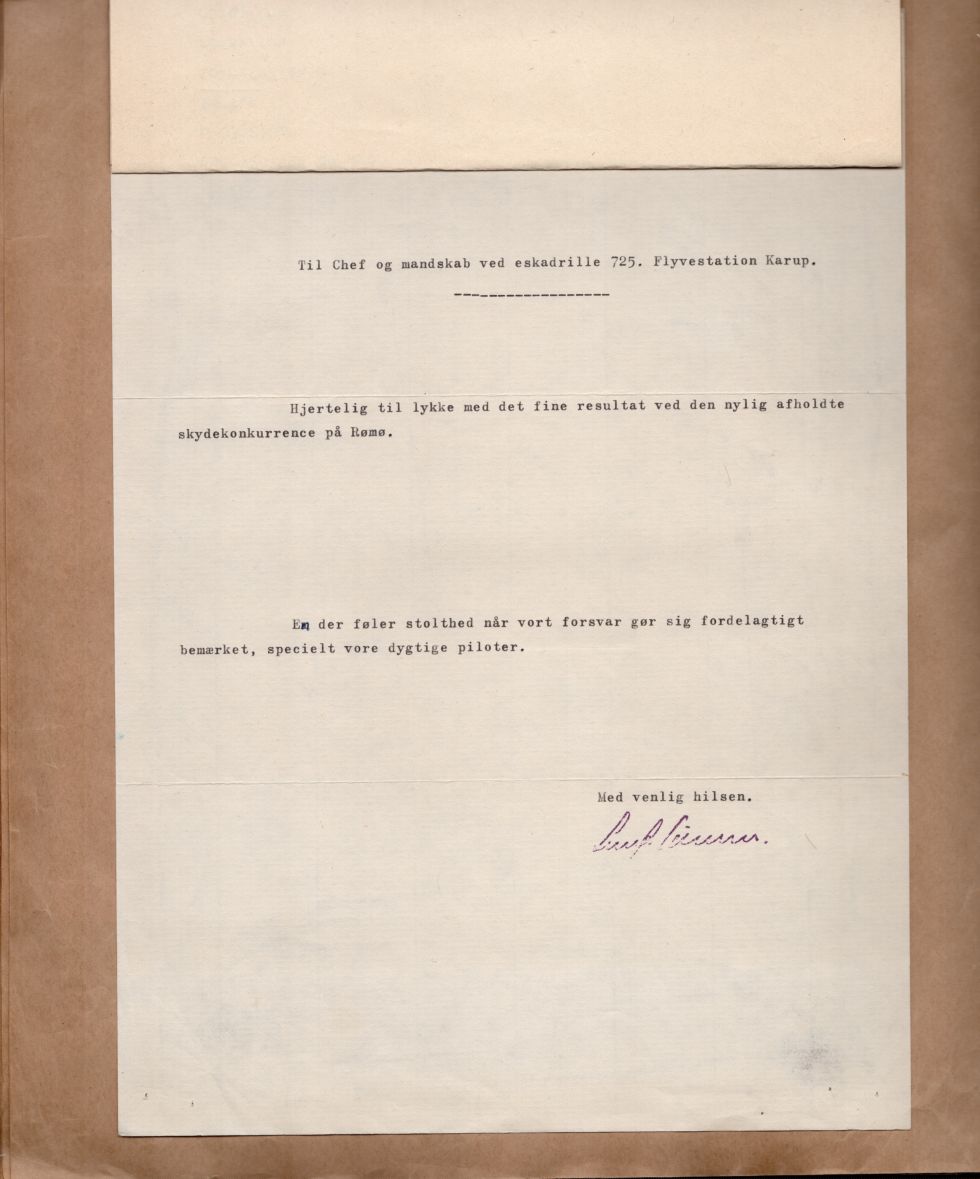 Til Chef og mandskab ved eskadrille 725. Flyvestation Karup.
------------------
Hjertelig til lykke med det fine resultat ved den nylig afholdte
skydekonkurrence på Rømø.
En der føler stolthed når vort forsvar gør sig fordelagtigt
bemærket, specielt vore dygtige piloter.
Med venlig hilsen.